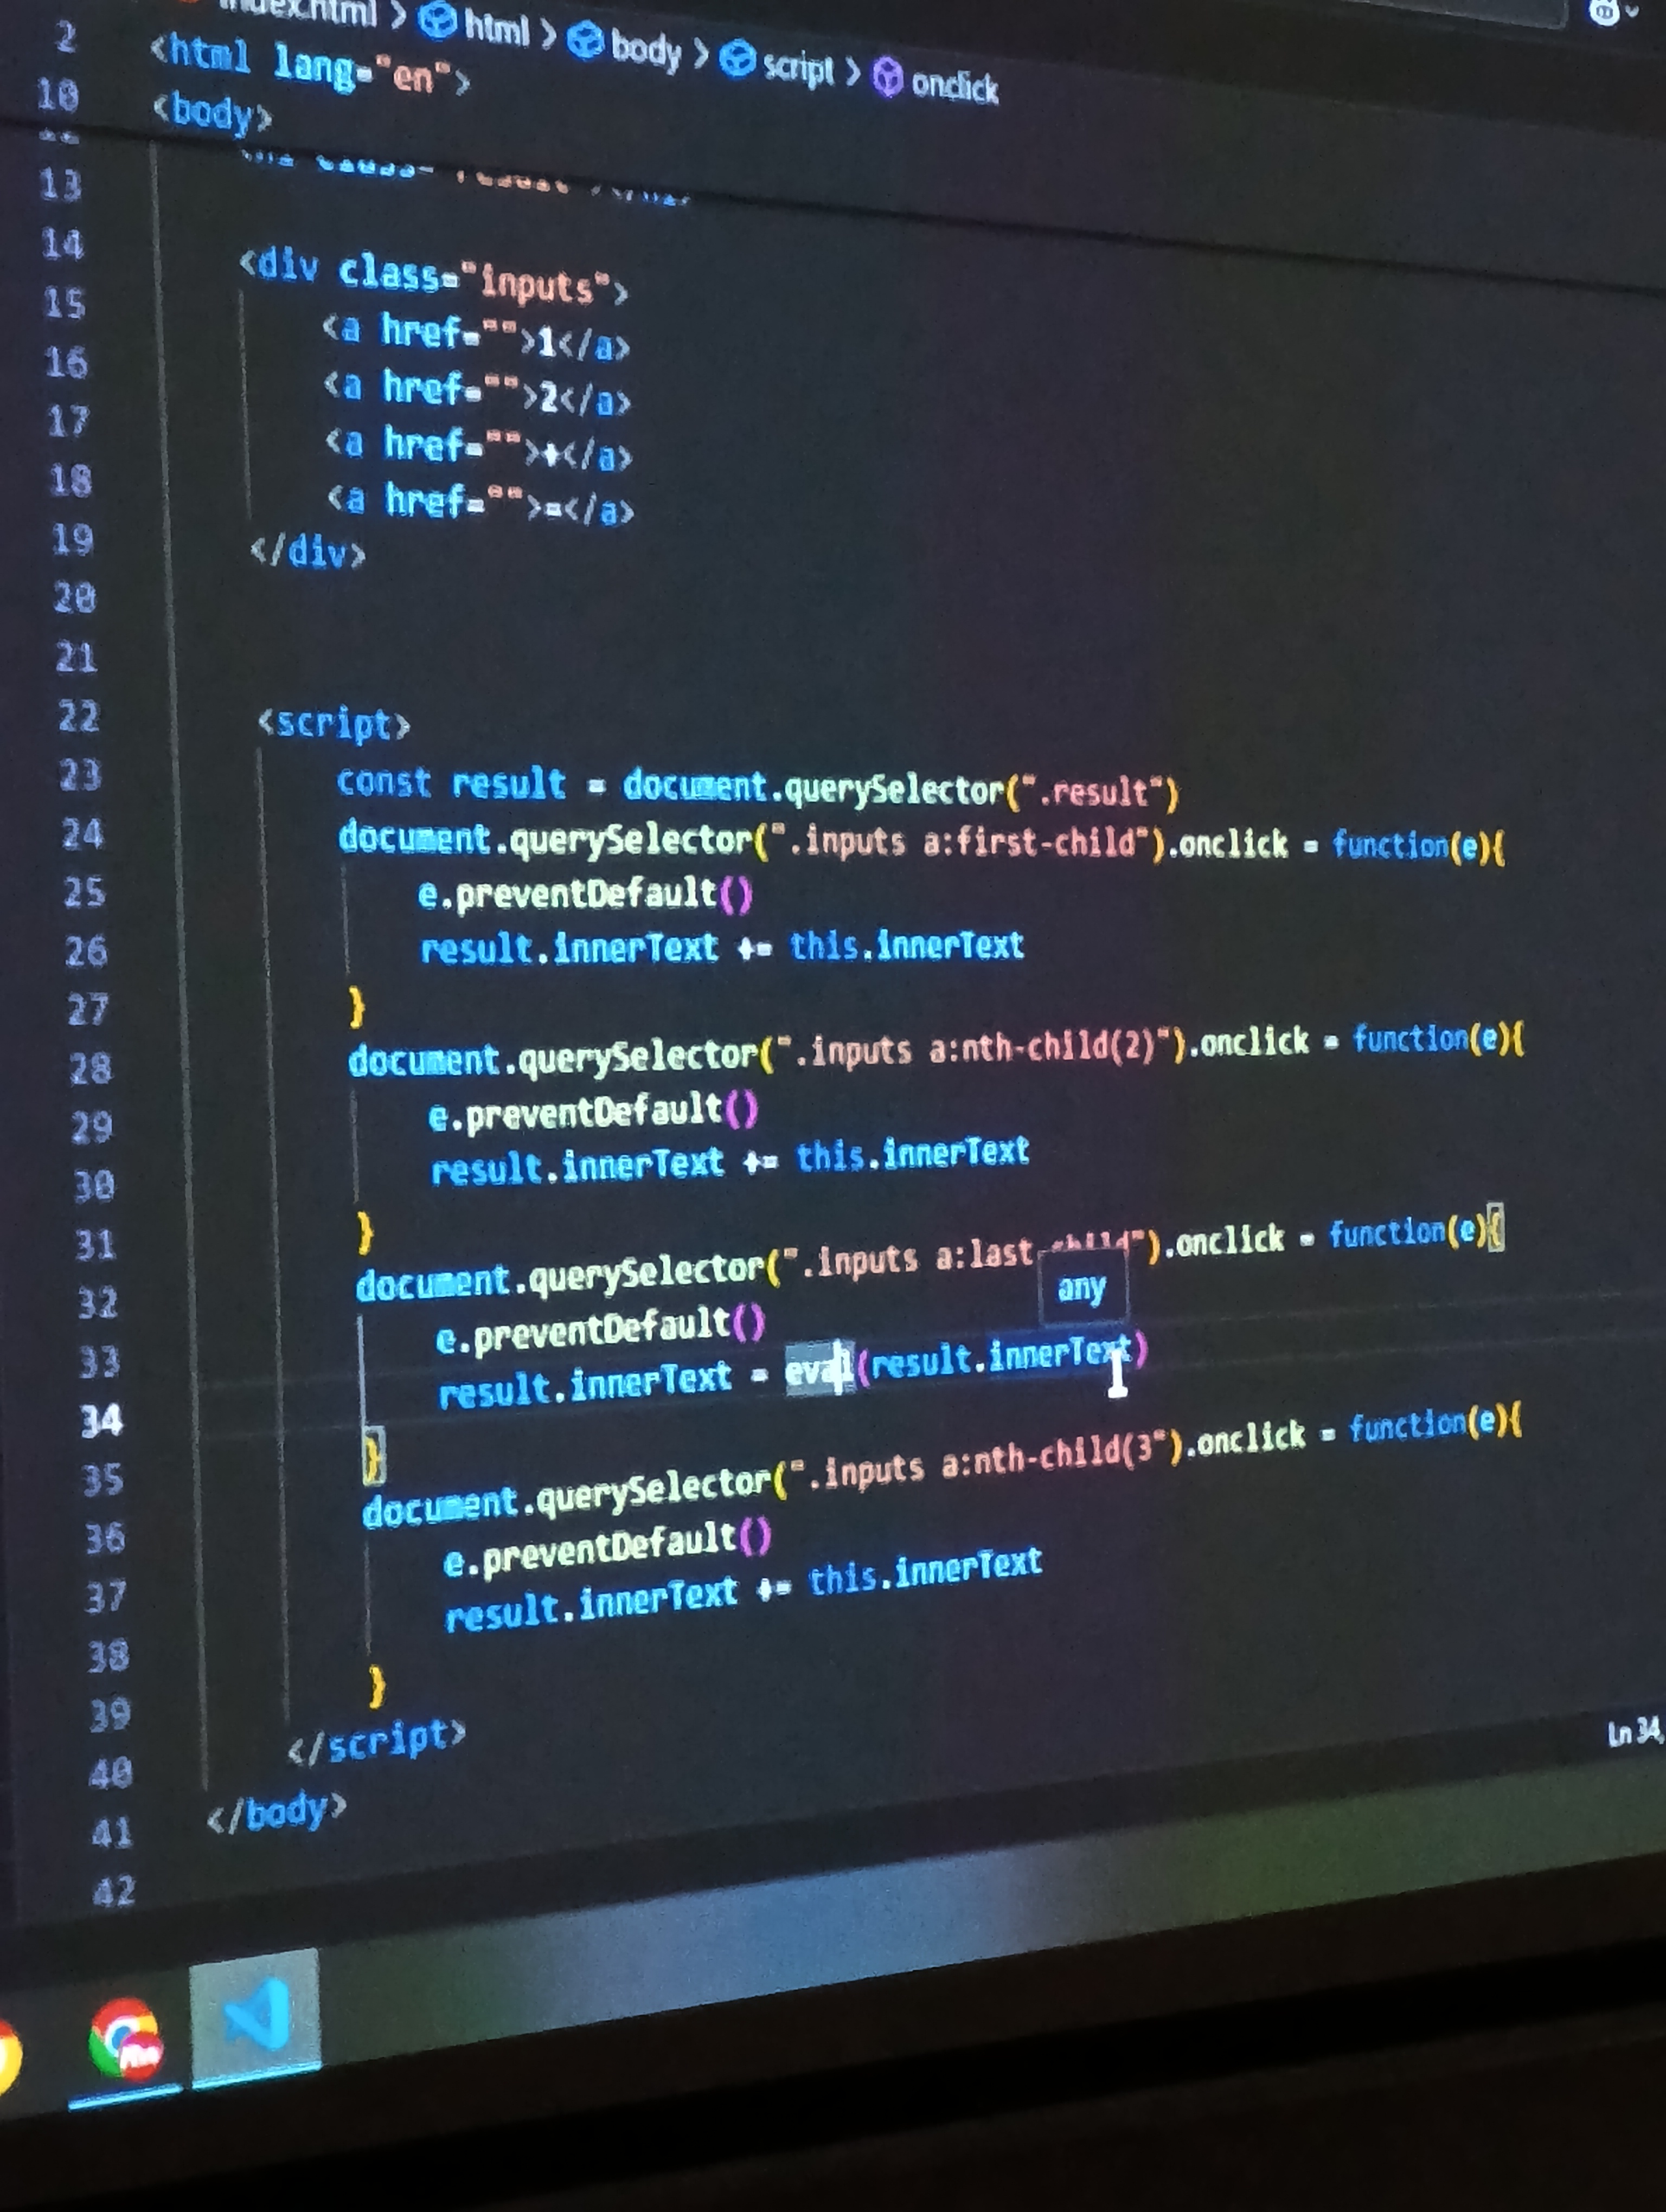 index.html > html > body > script > onclick
2 <html lang="en">
10 <body>
13
14 <div class="inputs">
15 <a href="">1</a>
16 <a href="">2</a>
17 <a href="">+</a>
18 <a href="">=</a>
19 </div>
20
21
22 <script>
23 const result = document.querySelector(".result")
24 document.querySelector(".inputs a:first-child").onclick = function(e){
25 e.preventDefault()
26 result.innerText += this.innerText
27 }
28 document.querySelector(".inputs a:nth-child(2)").onclick = function(e){
29 e.preventDefault()
30 result.innerText += this.innerText
31 }
32 document.querySelector(".inputs a:last-child").onclick = function(e){
any
33 e.preventDefault()
34 result.innerText = eval(result.innerText)
35 }
36 document.querySelector(".inputs a:nth-child(3").onclick = function(e){
37 e.preventDefault()
38 result.innerText += this.innerText
39 }
40 </script>
41 </body>
42
Ln 34,